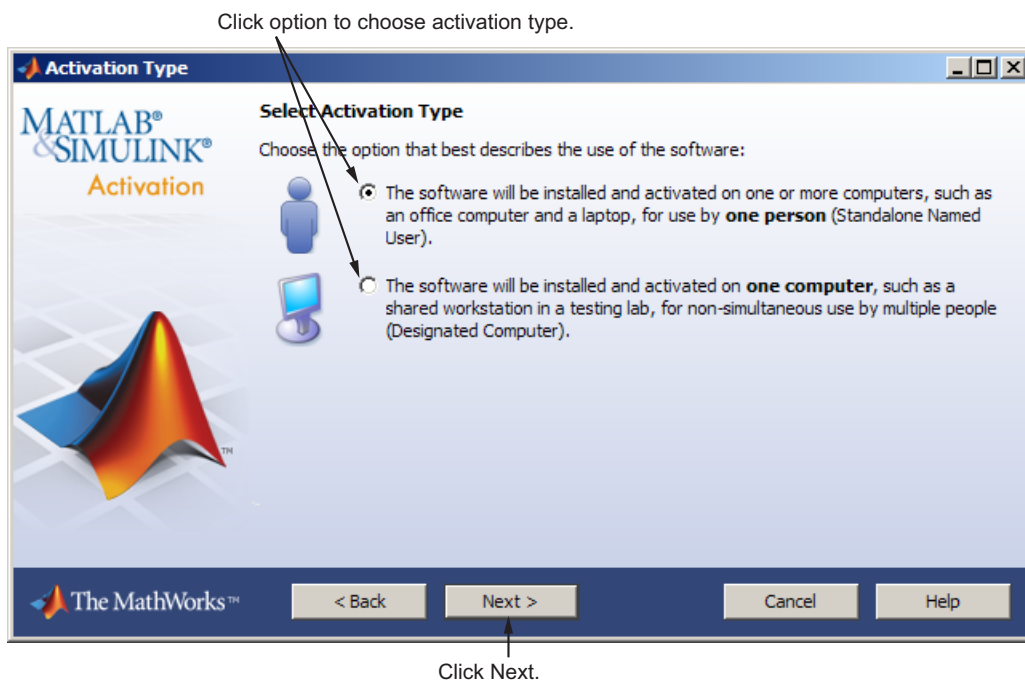 Click option to choose activation type.
Activation Type
MATLAB®
&SIMULINK®
Activation
Select Activation Type
Choose the option that best describes the use of the software:
The software will be installed and activated on one or more computers, such as
an office computer and a laptop, for use by one person (Standalone Named
User).
The software will be installed and activated on one computer, such as a
shared workstation in a testing lab, for non-simultaneous use by multiple people
(Designated Computer).
TM
The MathWorks™
< Back
Next >
Cancel
Help
Click Next.